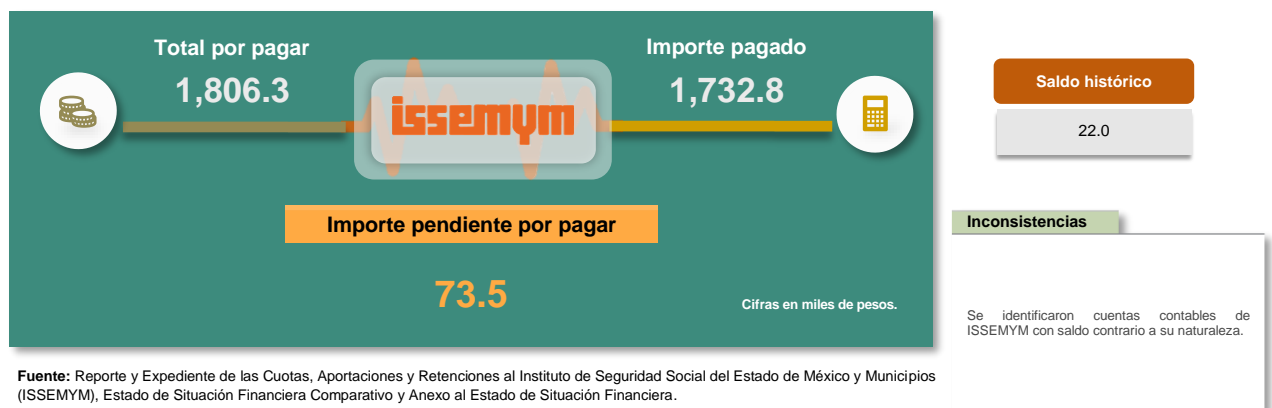 Total por pagar
1,806.3
issemym
Importe pagado
1,732.8
Importe pendiente por pagar
73.5
Cifras en miles de pesos.
Saldo histórico
22.0
Inconsistencias
Se identificaron cuentas contables de
ISSEMYM con saldo contrario a su naturaleza.
Fuente: Reporte y Expediente de las Cuotas, Aportaciones y Retenciones al Instituto de Seguridad Social del Estado de México y Municipios
(ISSEMYM), Estado de Situación Financiera Comparativo y Anexo al Estado de Situación Financiera.